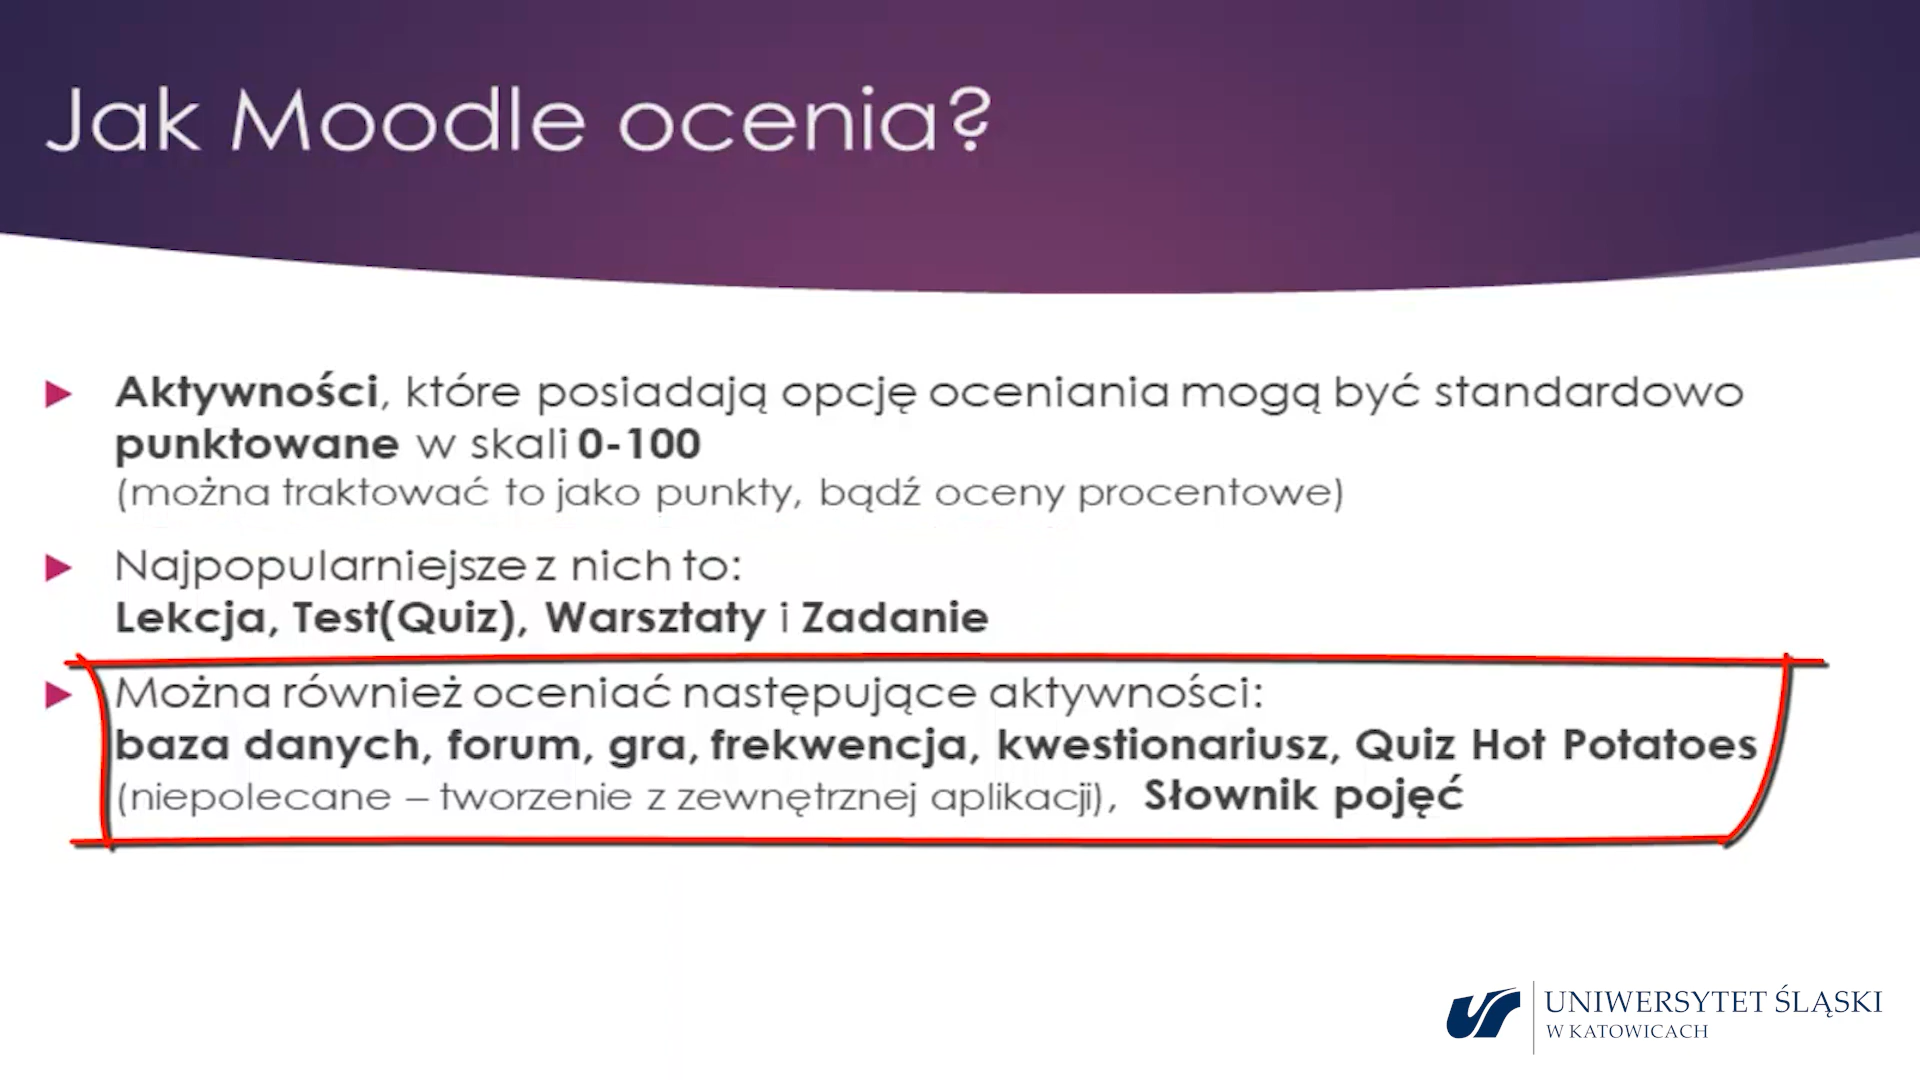 Jak Moodle ocenia?
Aktywności, które posiadają opcję oceniania mogą być standardowo
punktowane w skali 0-100
(można traktować to jako punkty, bądź oceny procentowe)
Najpopularniejsze z nich to:
Lekcja, Test(Quiz), Warsztaty i Zadanie
Można również oceniać następujące aktywności:
baza danych, forum, gra, frekwencja, kwestionariusz, Quiz Hot Potatoes
(niepolecane – tworzenie z zewnętrznej aplikacji), Słownik pojęć
UNIWERSYTET ŚLĄSKI
W KATOWICACH